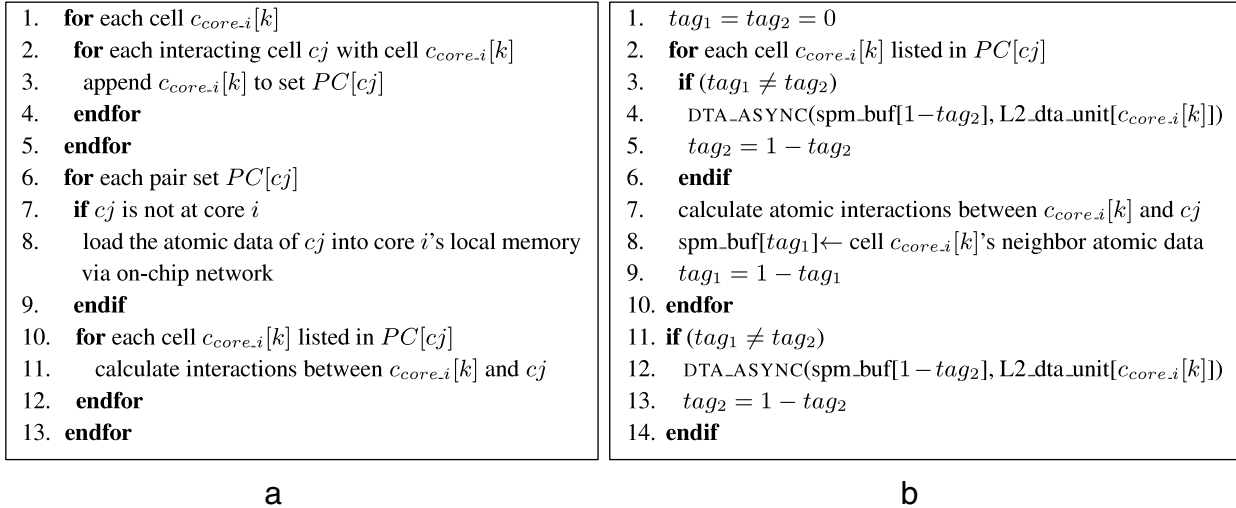 1. for each cell c_core_i[k]
2. for each interacting cell cj with cell c_core_i[k]
3. append c_core_i[k] to set PC[cj]
4. endfor
5. endfor
6. for each pair set PC[cj]
7. if cj is not at core i
8. load the atomic data of cj into core i's local memory
via on-chip network
9. endif
10. for each cell c_core_i[k] listed in PC[cj]
11. calculate interactions between c_core_i[k] and cj
12. endfor
13. endfor
a
1. tag₁ = tag₂ = 0
2. for each cell c_core_i[k] listed in PC[cj]
3. if (tag₁ ≠ tag₂)
4. DTA_ASYNC(spm_buf[1−tag₂], L2_dta_unit[c_core_i[k]])
5. tag₂ = 1 − tag₂
6. endif
7. calculate atomic interactions between c_core_i[k] and cj
8. spm_buf[tag₁]← cell c_core_i[k]'s neighbor atomic data
9. tag₁ = 1 − tag₁
10. endfor
11. if (tag₁ ≠ tag₂)
12. DTA_ASYNC(spm_buf[1−tag₂], L2_dta_unit[c_core_i[k]])
13. tag₂ = 1 − tag₂
14. endif
b